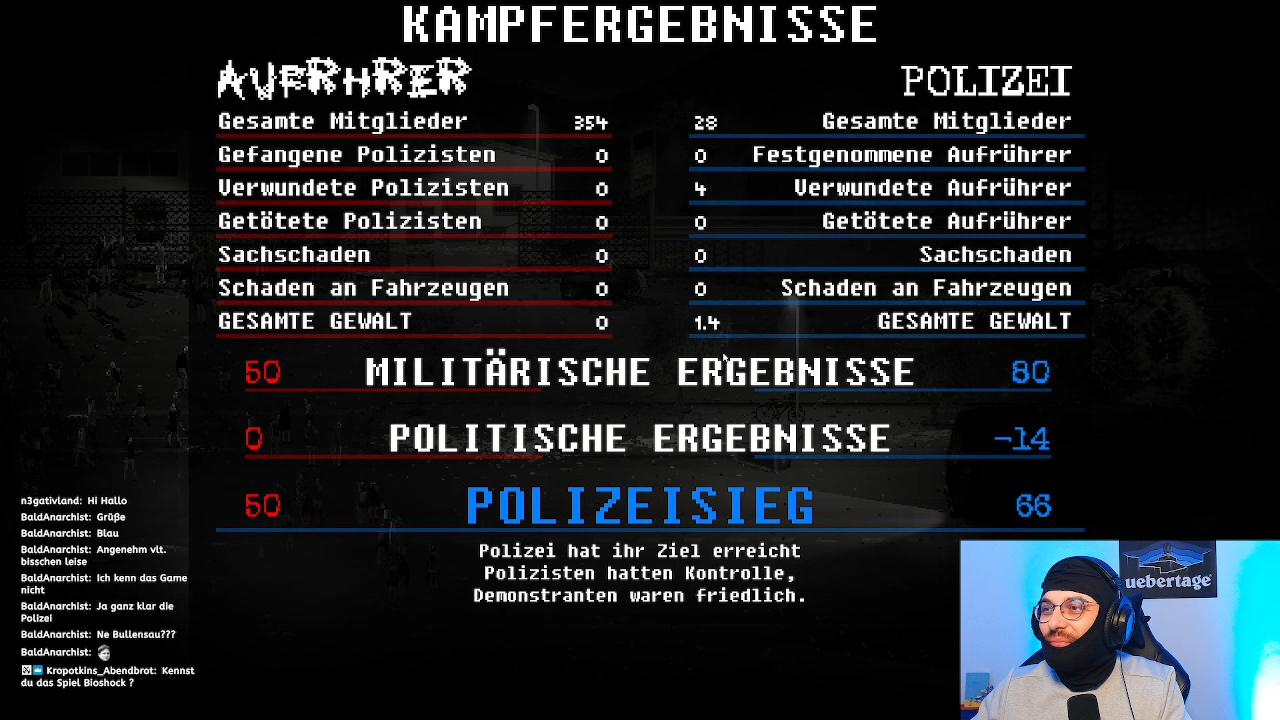 KAMPFERGEBNISSE
AUFRHRER
POLIZEI
Gesamte Mitglieder 354
28 Gesamte Mitglieder
Gefangene Polizisten 0
0 Festgenommene Aufrührer
Verwundete Polizisten 0
4 Verwundete Aufrührer
Getötete Polizisten 0
0 Getötete Aufrührer
Sachschaden 0
0 Sachschaden
Schaden an Fahrzeugen 0
0 Schaden an Fahrzeugen
GESAMTE GEWALT 0
1.4 GESAMTE GEWALT
50 MILITÄRISCHE ERGEBNISSE 80
0 POLITISCHE ERGEBNISSE -14
50 POLIZEISIEG 66
Polizei hat ihr Ziel erreicht
Polizisten hatten Kontrolle,
Demonstranten waren friedlich.
n3gativland: Hi Hallo
BaldAnarchist: Grüße
BaldAnarchist: Blau
BaldAnarchist: Angenehm vlt.
bisschen leise
BaldAnarchist: Ich kenn das Game
nicht
BaldAnarchist: Ja ganz klar die
Polizei
BaldAnarchist: Ne Bullensau???
BaldAnarchist:
Kropotkins_Abendbrot: Kennst
du das Spiel Bioshock ?
uebertage